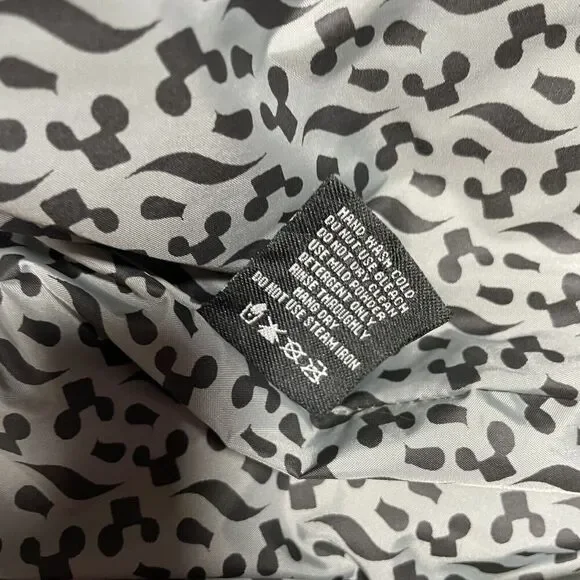 HAND WASH COLD
DO NOT USE BLEACH
DO NOT DRY CLEAN
USE MILD POWDER
DETERGENT ONLY
RINSE THROUGHLY
HANG DRY
DO NOT USE STEAM IRON